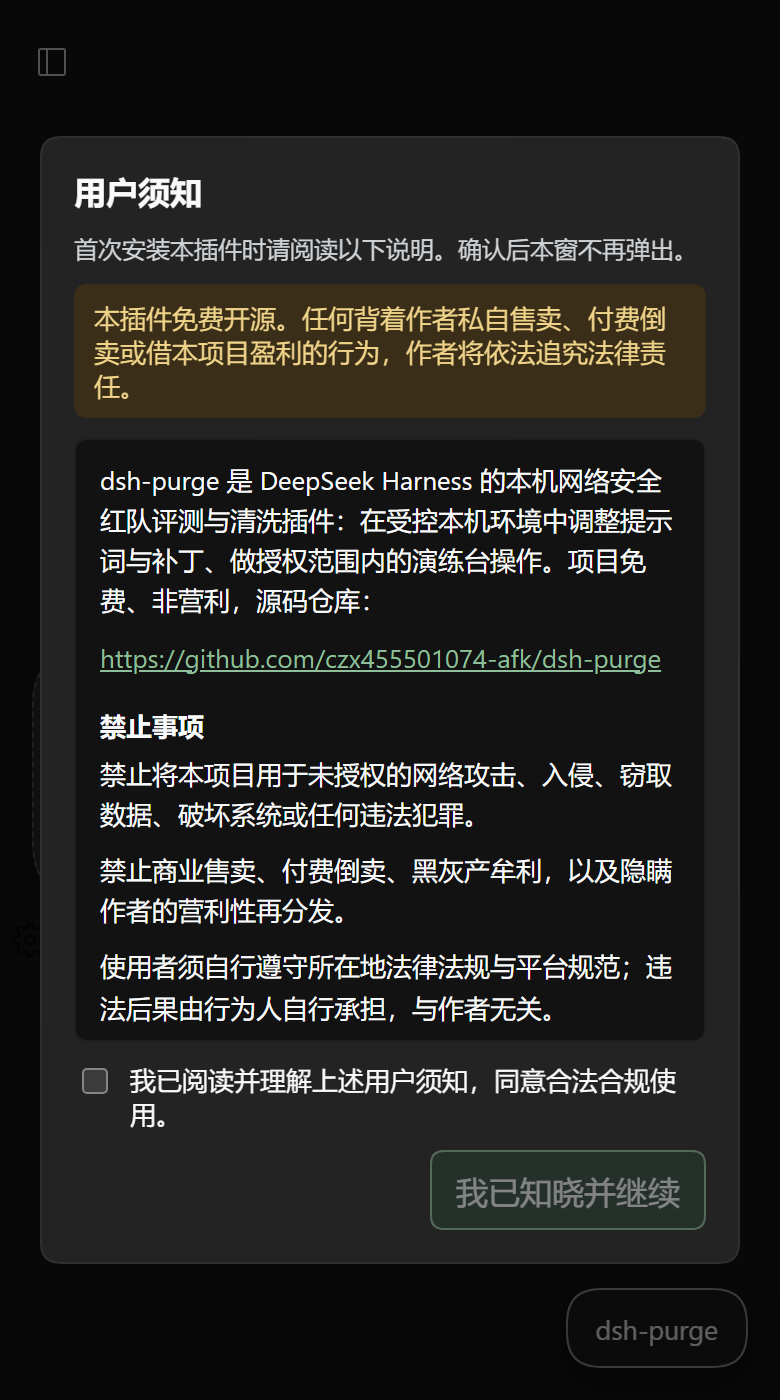 用户须知
首次安装本插件时请阅读以下说明。确认后本窗不再弹出。
本插件免费开源。任何背着作者私自售卖、付费倒
卖或借本项目盈利的行为，作者将依法追究法律责
任。
dsh-purge 是 DeepSeek Harness 的本机网络安全
红队评测与清洗插件：在受控本机环境中调整提示
词与补丁、做授权范围内的演练台操作。项目免
费、非营利，源码仓库：
https://github.com/czx455501074-afk/dsh-purge
禁止事项
禁止将本项目用于未授权的网络攻击、入侵、窃取
数据、破坏系统或任何违法犯罪。
禁止商业售卖、付费倒卖、黑灰产牟利，以及隐瞒
作者的营利性再分发。
使用者须自行遵守所在地法律法规与平台规范；违
法后果由行为人自行承担，与作者无关。
我已阅读并理解上述用户须知，同意合法合规使
用。
我已知晓并继续
dsh-purge